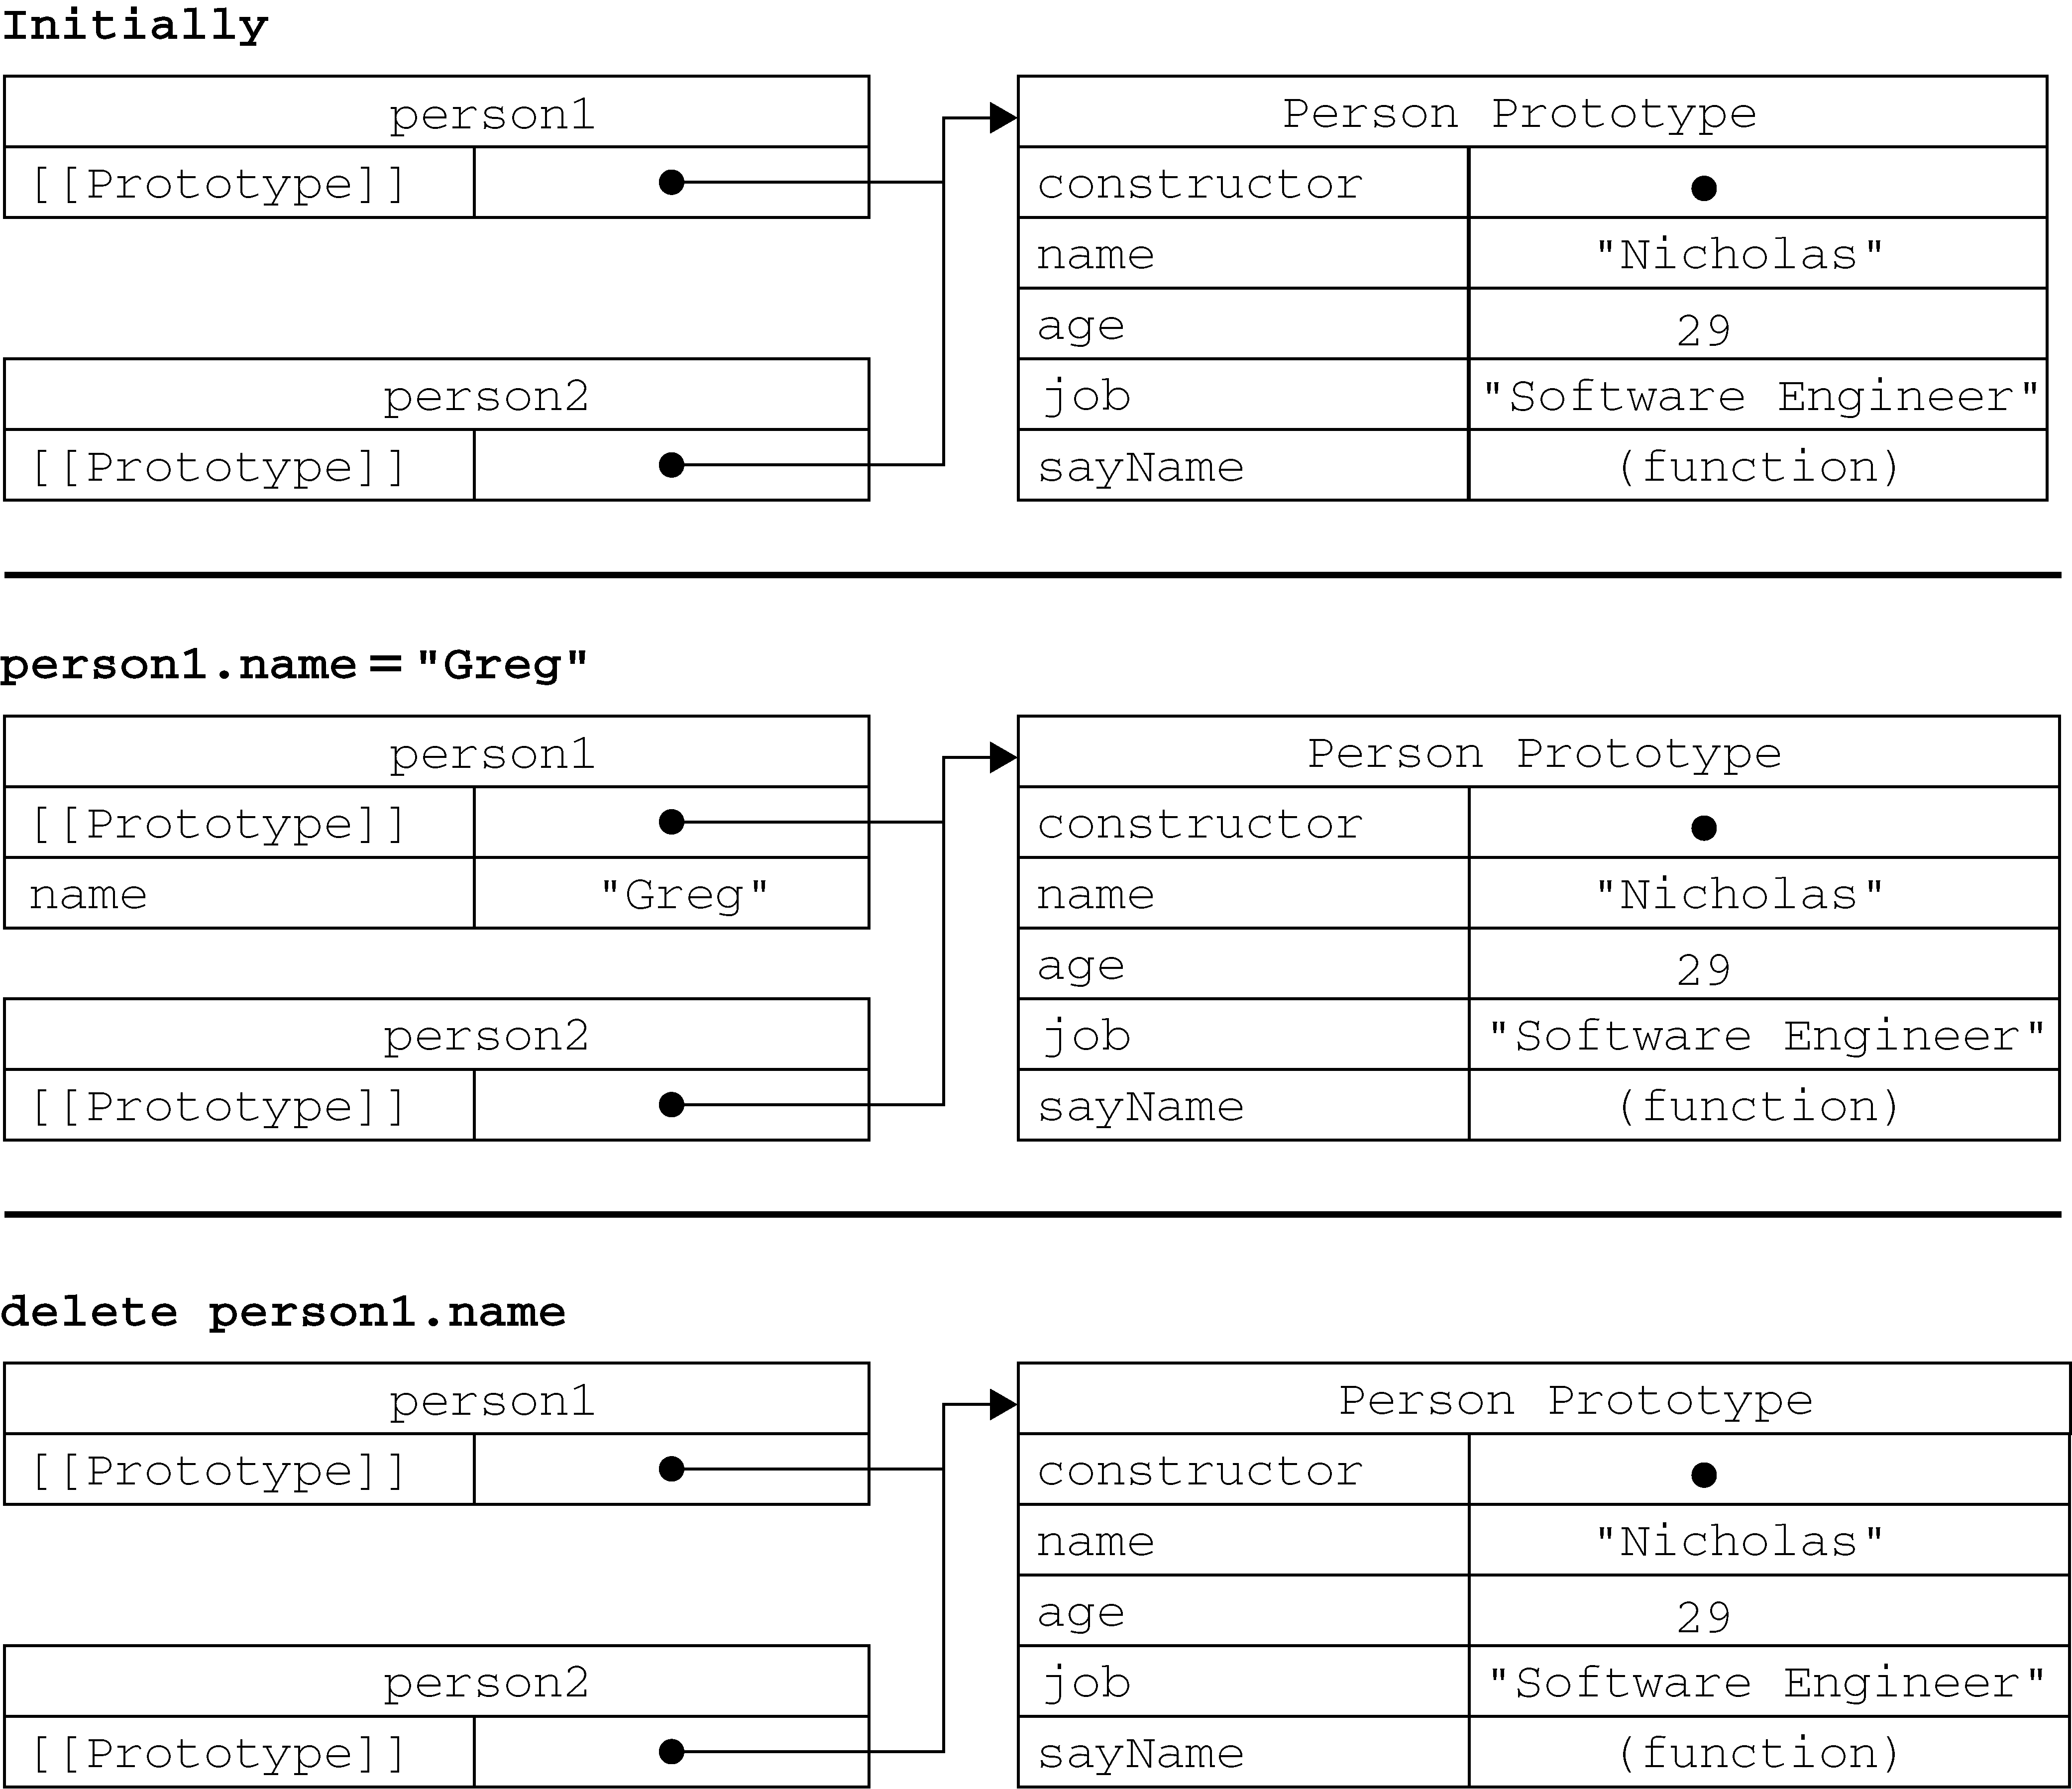 Initially
person1
[[Prototype]]
person2
[[Prototype]]
Person Prototype
constructor
name "Nicholas"
age 29
job "Software Engineer"
sayName (function)
person1.name = "Greg"
person1
[[Prototype]]
name "Greg"
person2
[[Prototype]]
Person Prototype
constructor
name "Nicholas"
age 29
job "Software Engineer"
sayName (function)
delete person1.name
person1
[[Prototype]]
person2
[[Prototype]]
Person Prototype
constructor
name "Nicholas"
age 29
job "Software Engineer"
sayName (function)